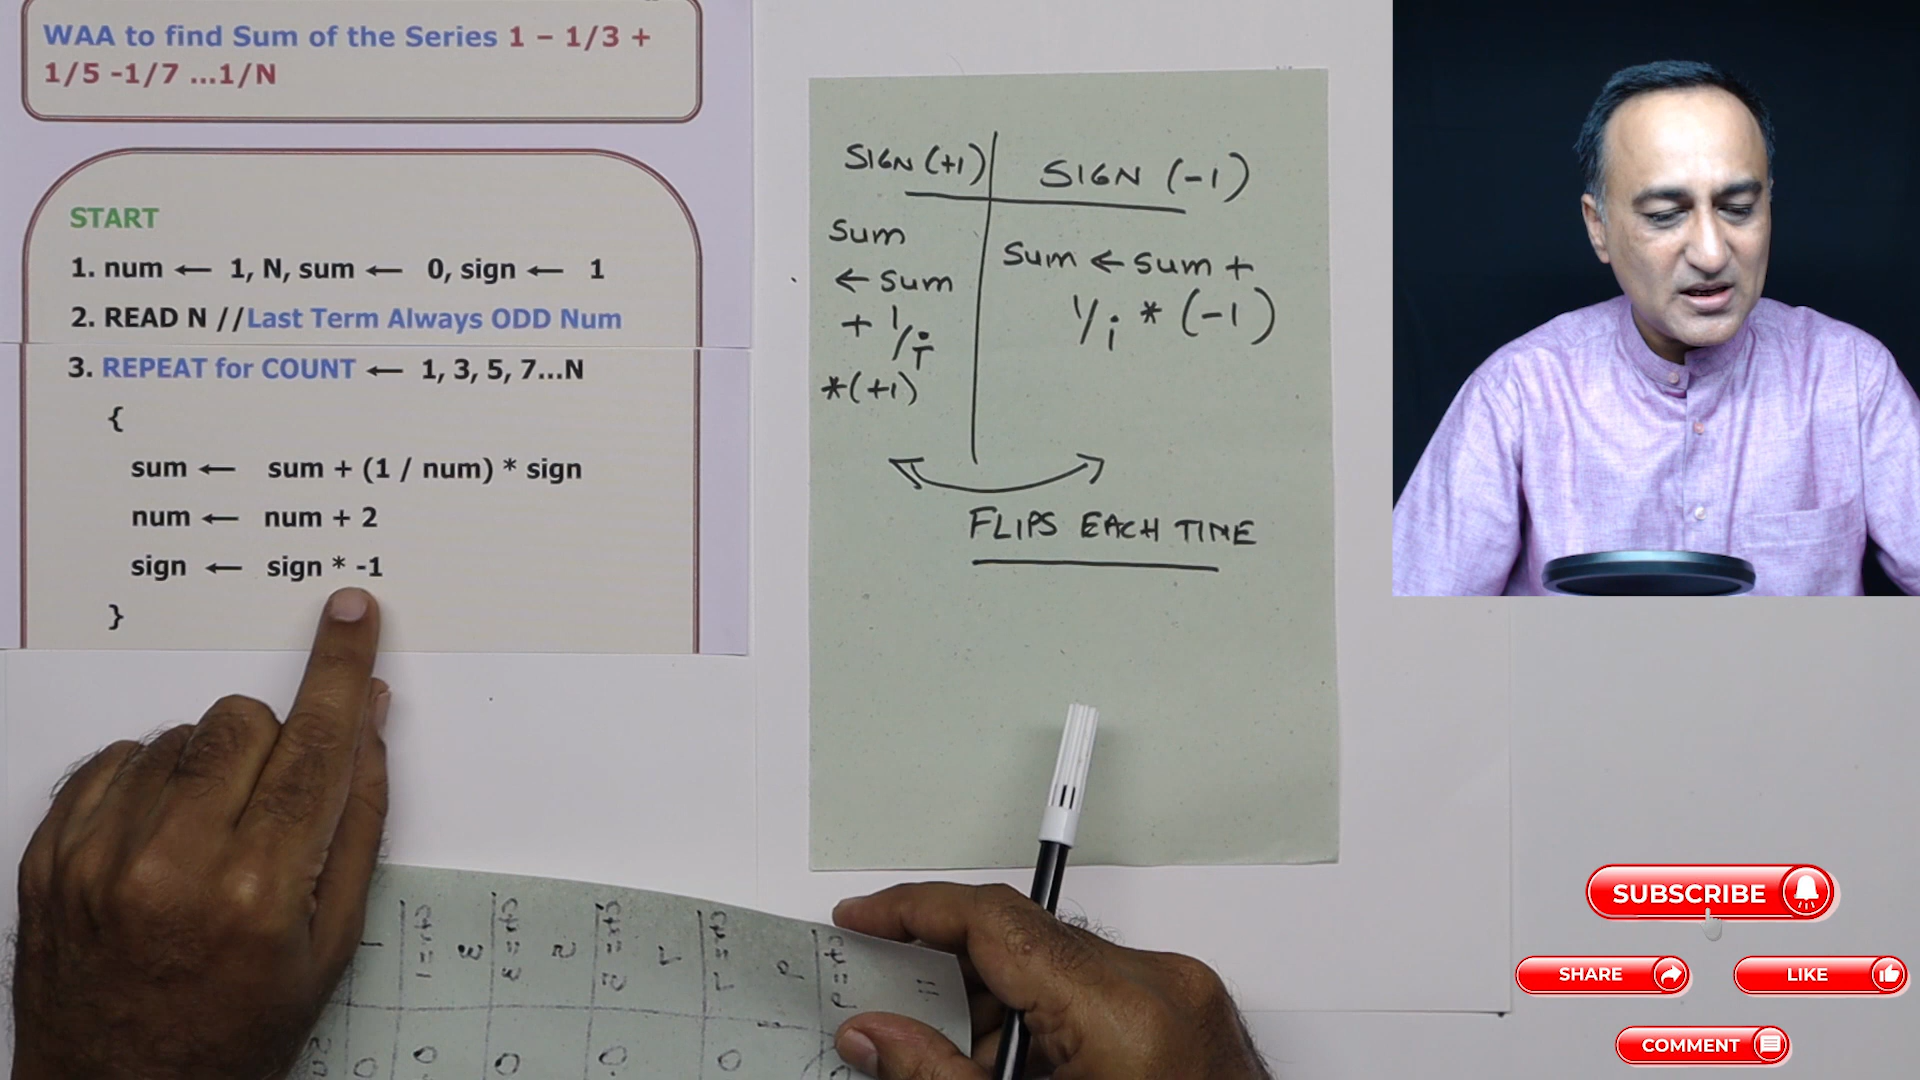 WAA to find Sum of the Series 1 – 1/3 +
1/5 -1/7 ...1/N
START
1. num ← 1, N, sum ← 0, sign ← 1
2. READ N //Last Term Always ODD Num
3. REPEAT for COUNT ← 1, 3, 5, 7...N
{
sum ← sum + (1 / num) * sign
num ← num + 2
sign ← sign * -1
}
SIGN (+1)
Sum
← sum
+ 1/i
*(+1)
SIGN (-1)
Sum ← sum +
1/i * (-1)
FLIPS EACH TIME
SUBSCRIBE
SHARE
LIKE
COMMENT